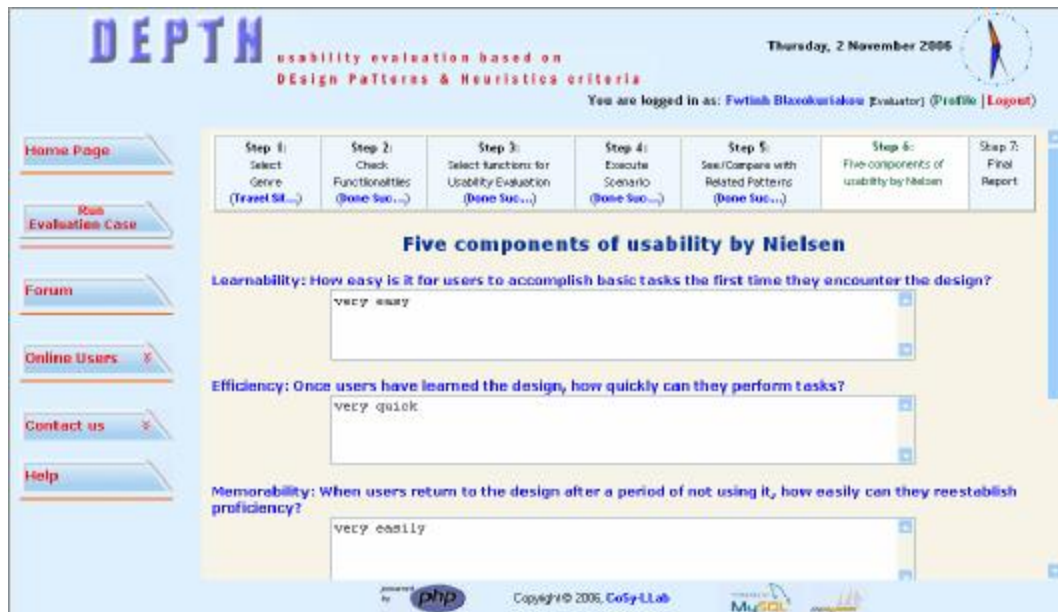 DEPTH
usability evaluation based on
DEsign PaTterns & Heuristics criteria
Thursday, 2 November 2006
You are logged in as: Fwtinh Blaxokuriakou [Evaluator] (Profile | Logout)
Home Page
Run
Evaluation Case
Forum
Online Users
Contact us
Help
Step 1:
Select
Genre
(Travel Sit...)
Step 2:
Check
Functionalities
(Done Suc...)
Step 3:
Select functions for
Usability Evaluation
(Done Suc...)
Step 4:
Execute
Scenario
(Done Suc...)
Step 5:
See/Compare with
Related Patterns
(Done Suc...)
Step 6:
Five components of
usability by Nielsen
Step 7:
Final
Report
Five components of usability by Nielsen
Learnability: How easy is it for users to accomplish basic tasks the first time they encounter the design?
very easy
Efficiency: Once users have learned the design, how quickly can they perform tasks?
very quick
Memorability: When users return to the design after a period of not using it, how easily can they reestablish
proficiency?
very easily
powered
by
php
Copyright © 2006, CoSy-LLab
MySQL